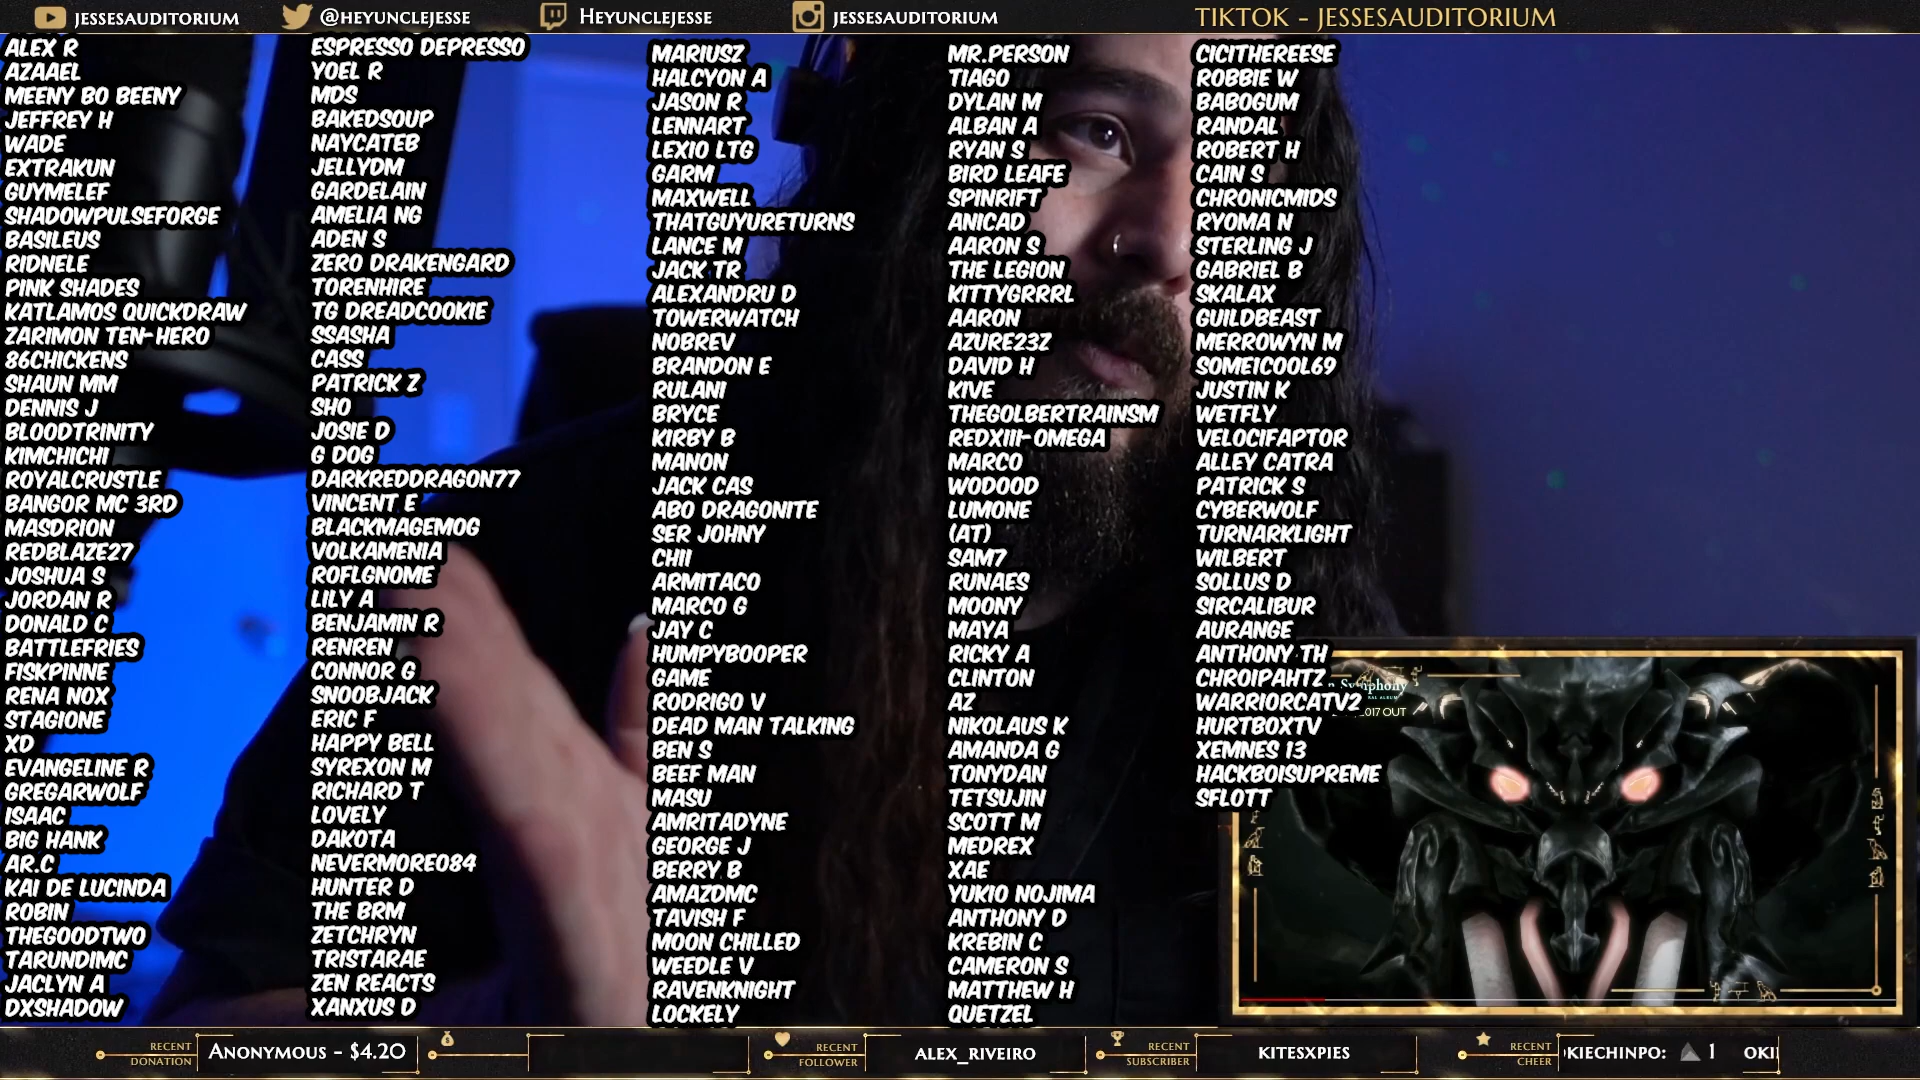 JESSESAUDITORIUM
@HEYUNCLEJESSE
HEYUNCLEJESSE
JESSESAUDITORIUM
TIKTOK - JESSESAUDITORIUM
ALEX R
AZAAEL
MEENY BO BEENY
JEFFREY H
WADE
EXTRAKUN
GUYMELEF
SHADOWPULSEFORGE
BASILEUS
RIDNELE
PINK SHADES
KATLAMOS QUICKDRAW
ZARIMON TEN-HERO
86CHICKENS
SHAUN MM
DENNIS J
BLOODTRINITY
KIMCHICHI
ROYALCRUSTLE
BANGOR MC 3RD
MASDRION
REDBLAZE27
JOSHUA S
JORDAN R
DONALD C
BATTLEFRIES
FISKPINNE
RENA NOX
STAGIONE
XD
EVANGELINE R
GREGARWOLF
ISAAC
BIG HANK
AR.C
KAI DE LUCINDA
ROBIN
THEGOODTWO
TARUNDIMC
JACLYN A
DXSHADOW
ESPRESSO DEPRESSO
YOEL R
MDS
BAKEDSOUP
NAYCATEB
JELLYDM
GARDELAIN
AMELIA NG
ADEN S
ZERO DRAKENGARD
TORENHIRE
TG DREADCOOKIE
SSASHA
CASS
PATRICK Z
SHO
JOSIE D
G DOG
DARKREDDRAGON77
VINCENT E
BLACKMAGEMOG
VOLKAMENIA
ROFLGNOME
LILY A
BENJAMIN R
RENREN
CONNOR G
SNOOBJACK
ERIC F
HAPPY BELL
SYREXON M
RICHARD T
LOVELY
DAKOTA
NEVERMORE084
HUNTER D
THE BRM
ZETCHRYN
TRISTARAE
ZEN REACTS
XANXUS D
MARIUSZ
HALCYON A
JASON R
LENNART
LEXIO LTG
GARM
MAXWELL
THATGUYURETURNS
LANCE M
JACK TR
ALEXANDRU D
TOWERWATCH
NOBREV
BRANDON E
RULANI
BRYCE
KIRBY B
MANON
JACK CAS
ABO DRAGONITE
SER JOHNY
CHII
ARMITACO
MARCO G
JAY C
HUMPYBOOPER
GAME
RODRIGO V
DEAD MAN TALKING
BEN S
BEEF MAN
MASU
AMRITADYNE
GEORGE J
BERRY B
AMAZDMC
TAVISH F
MOON CHILLED
WEEDLE V
RAVENKNIGHT
LOCKELY
MR.PERSON
TIAGO
DYLAN M
ALBAN A
RYAN S
BIRD LEAFE
SPINRIFT
ANICAD
AARON S
THE LEGION
KITTYGRRRL
AARON
AZURE23Z
DAVID H
KIVE
THEGOLBERTRAINSM
REDXIII-OMEGA
MARCO
WODOOD
LUMONE
(AT)
SAM7
RUNAES
MOONY
MAYA
RICKY A
CLINTON
AZ
NIKOLAUS K
AMANDA G
TONYDAN
TETSUJIN
SCOTT M
MEDREX
XAE
YUKIO NOJIMA
ANTHONY D
KREBIN C
CAMERON S
MATTHEW H
QUETZEL
CICITHEREESE
ROBBIE W
BABOGUM
RANDAL
ROBERT H
CAIN S
CHRONICMIDS
RYOMA N
STERLING J
GABRIEL B
SKALAX
GUILDBEAST
MERROWYN M
SOME1COOL69
JUSTIN K
WETFLY
VELOCIFAPTOR
ALLEY CATRA
PATRICK S
CYBERWOLF
TURNARKLIGHT
WILBERT
SOLLUS D
SIRCALIBUR
AURANGE
ANTHONY TH
CHROIPAHTZ
WARRIORCATV2
HURTBOXTV
XEMNES 13
HACKBOISUPREME
SFLOTT
Symphony
2017 OUT
RECENT DONATION
ANONYMOUS - $4.20
RECENT FOLLOWER
ALEX_RIVEIRO
RECENT SUBSCRIBER
KITESXPIES
RECENT CHEER
KIECHINPO: 1 OKI